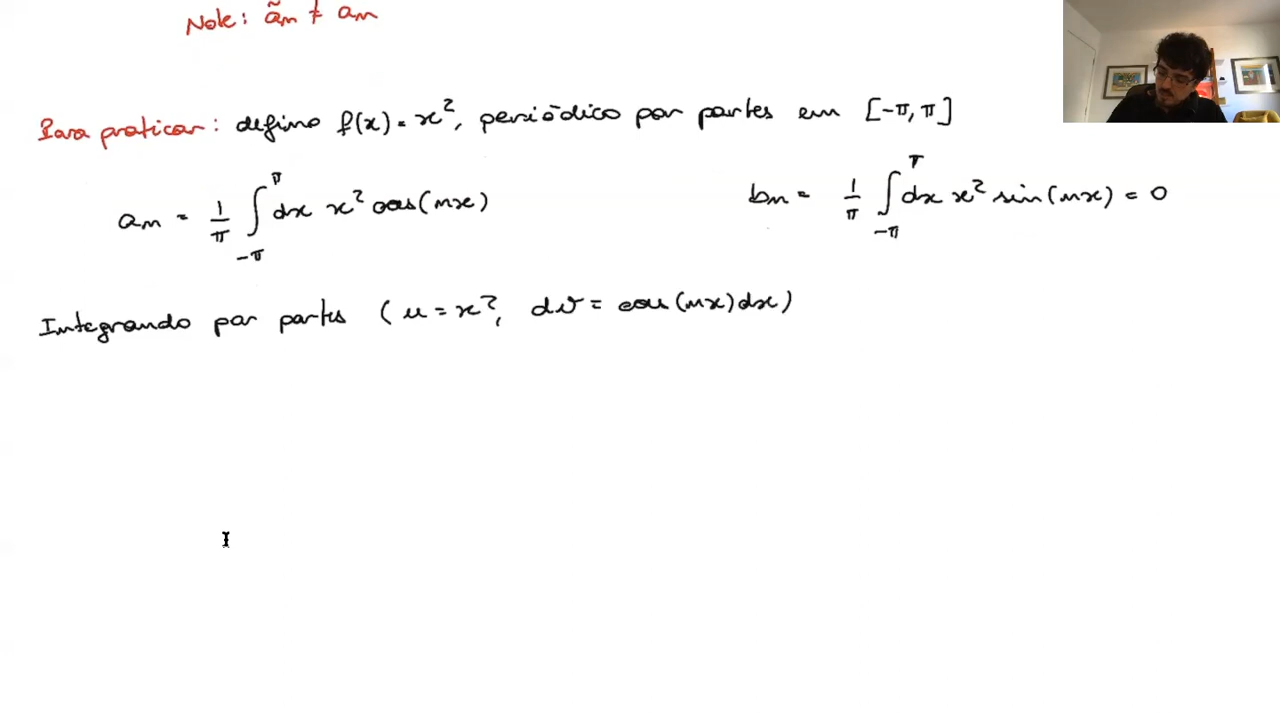 Note: ãₘ ≠ aₘ
Para praticar: defino f(x) = x², periódico por partes em [-π, π]
aₘ = 1/π ∫_{-π}^{π} dx x² cos(mx)
bₘ = 1/π ∫_{-π}^{π} dx x² sin(mx) = 0
Integrando por partes (u = x², dv = cos(mx)dx)